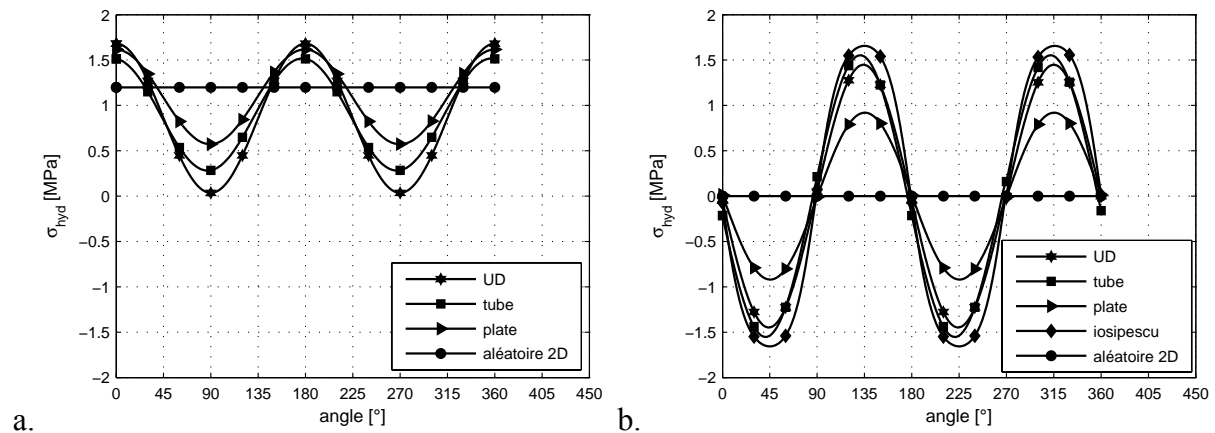 2
1.5
1
0.5
0
−0.5
−1
−1.5
−2
σhyd [MPa]
0 45 90 135 180 225 270 315 360 405 450
angle [°]
UD
tube
plate
aléatoire 2D
a.
2
1.5
1
0.5
0
−0.5
−1
−1.5
−2
σhyd [MPa]
0 45 90 135 180 225 270 315 360 405 450
angle [°]
UD
tube
plate
iosipescu
aléatoire 2D
b.